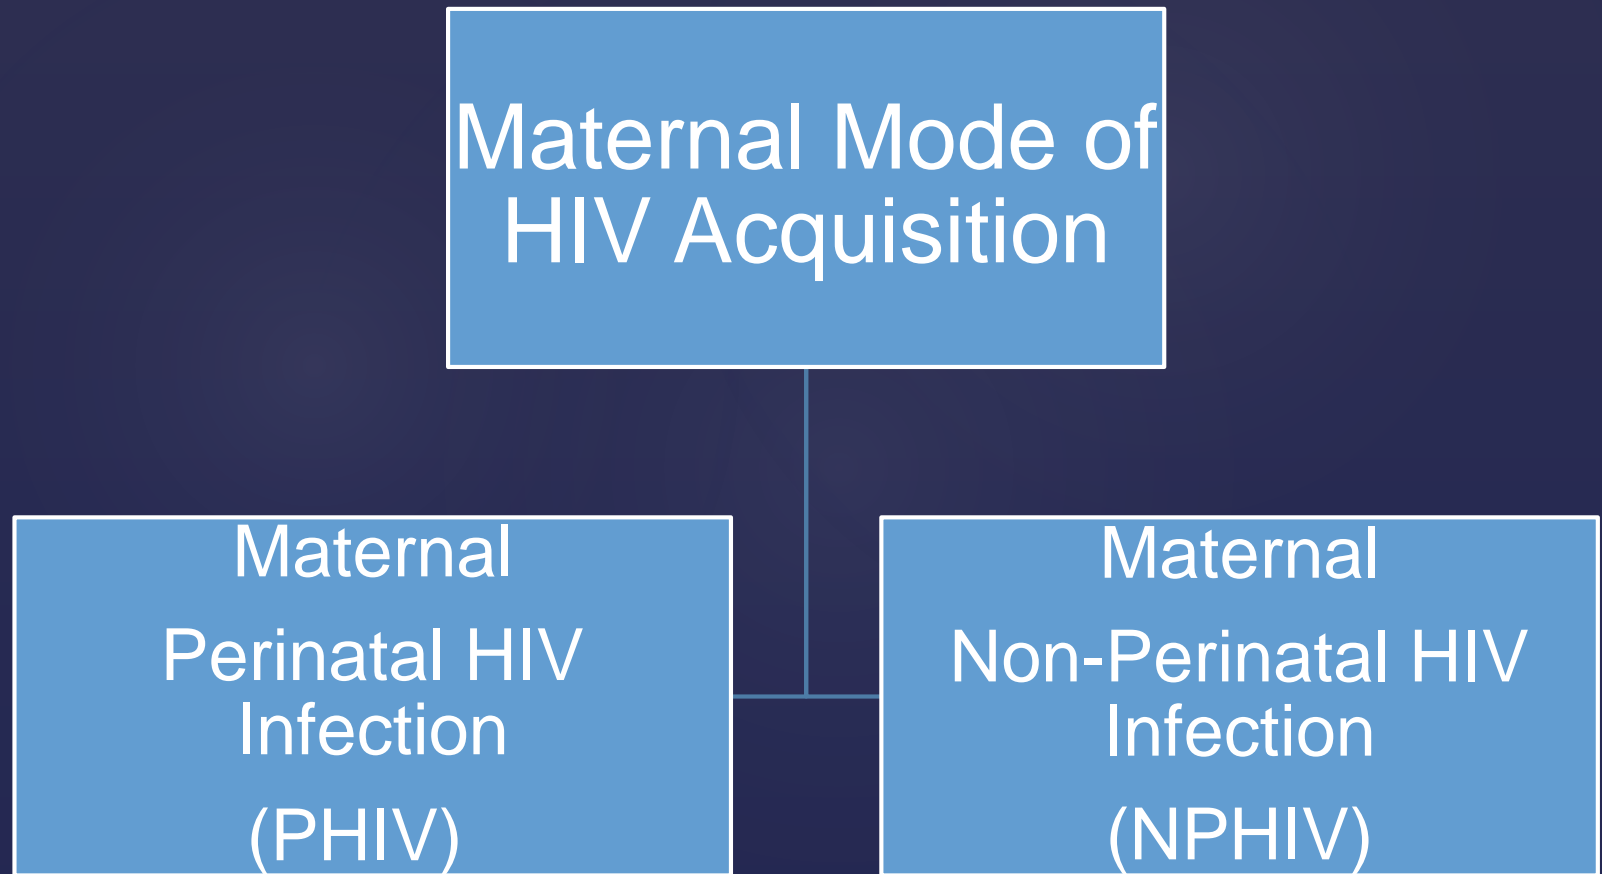 Maternal Mode of
HIV Acquisition
Maternal
Perinatal HIV
Infection
(PHIV)
Maternal
Non-Perinatal HIV
Infection
(NPHIV)